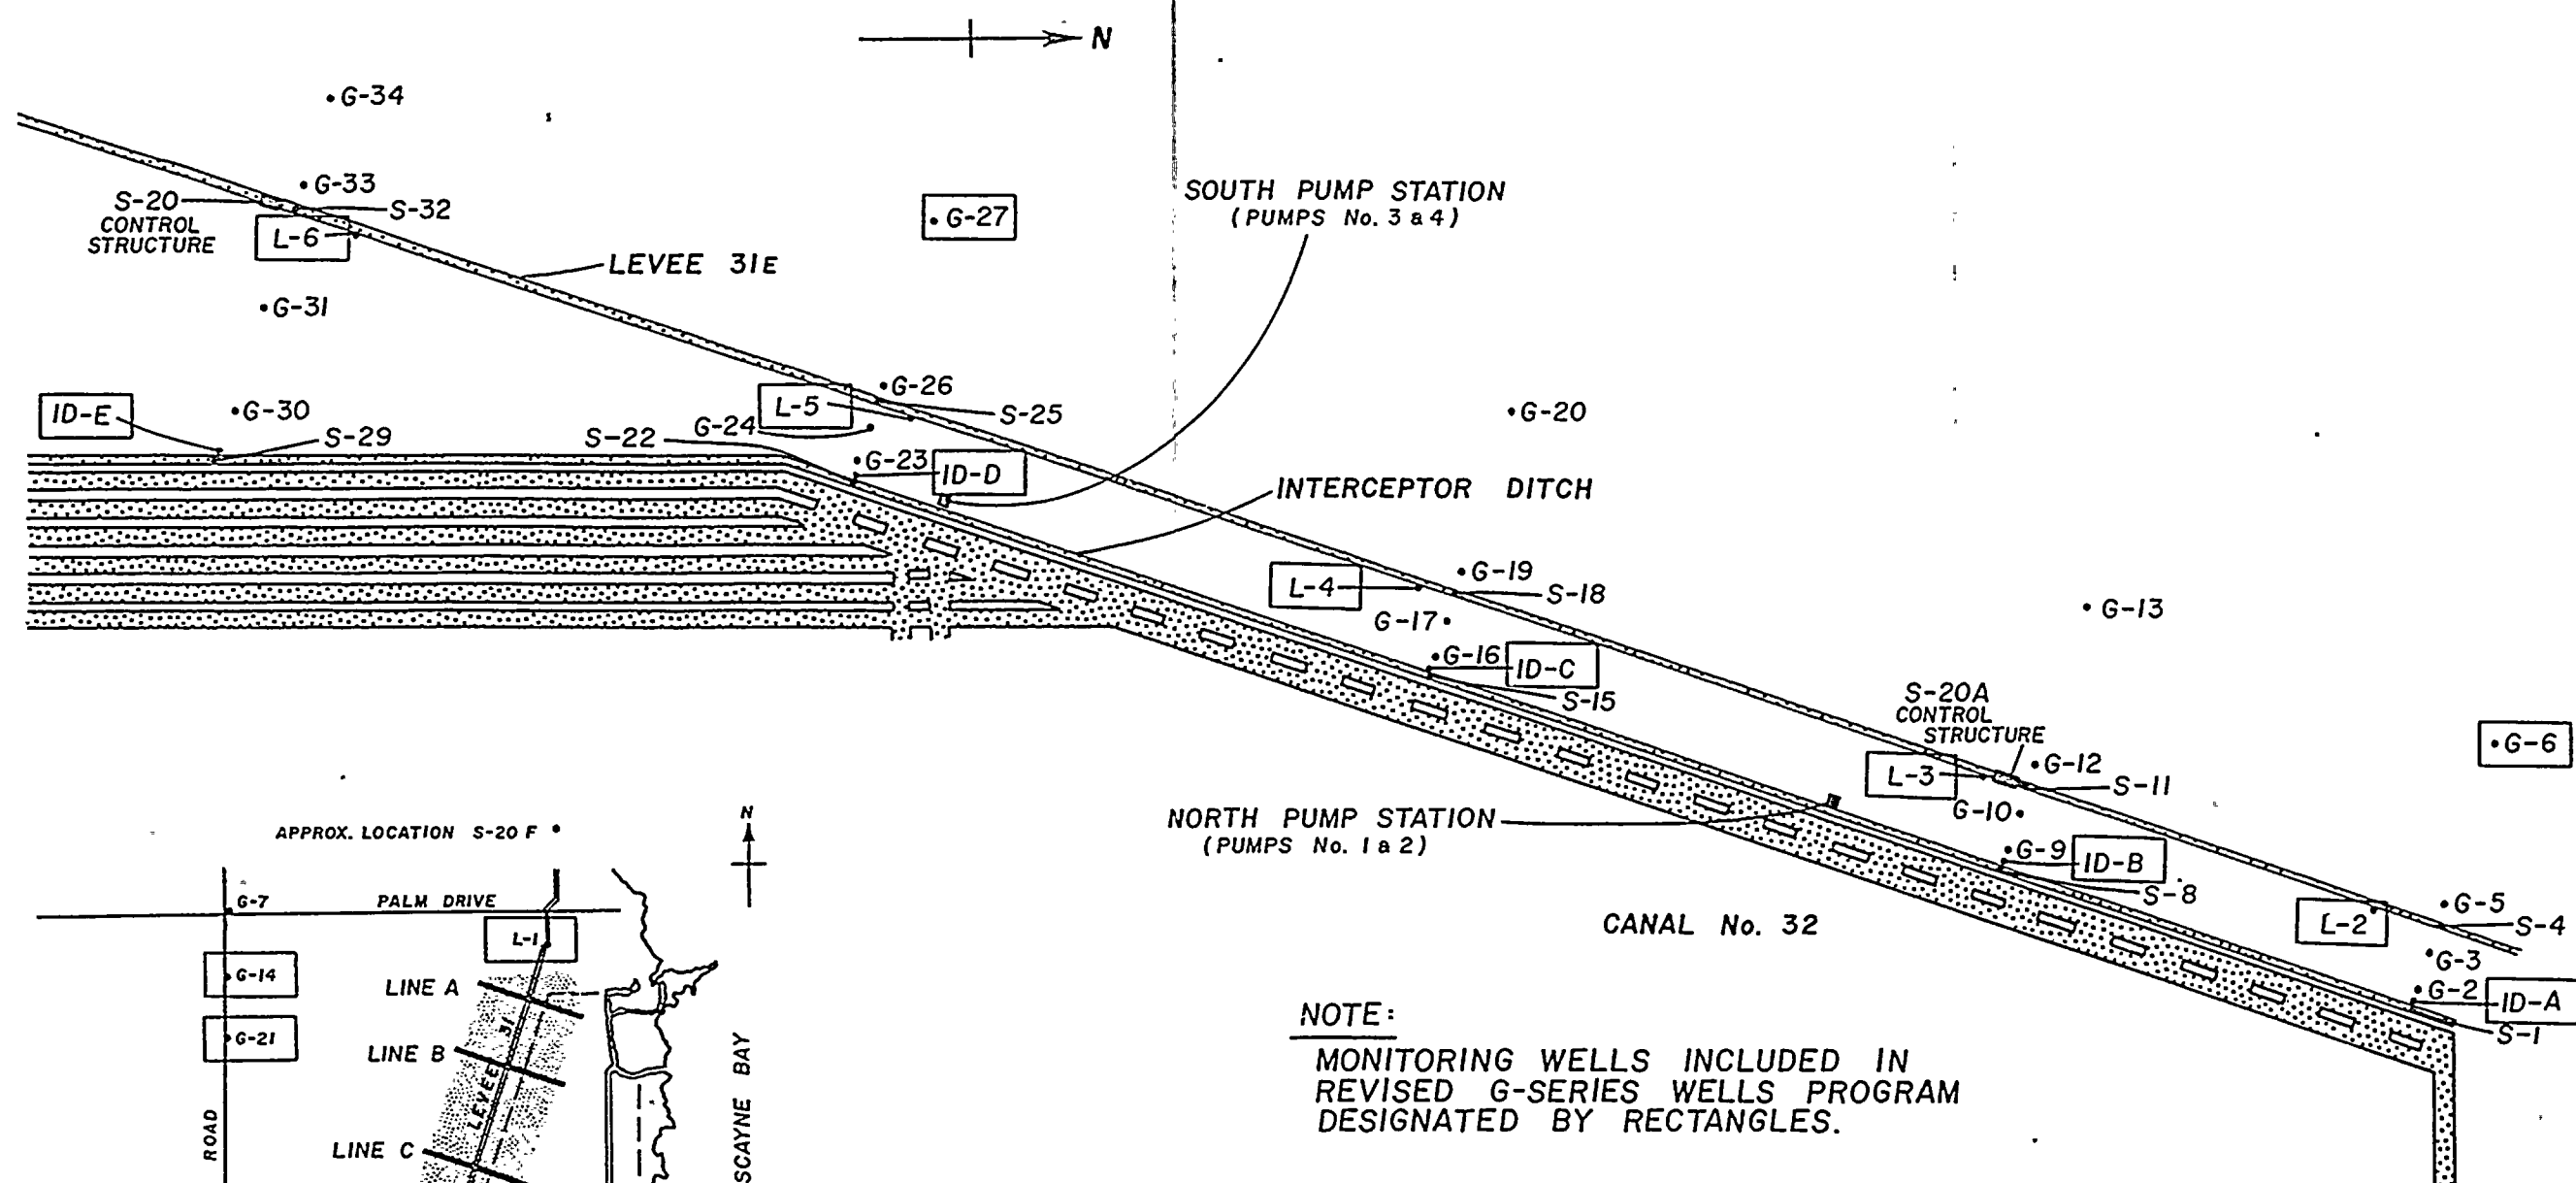 N
G-34
G-33
S-20
CONTROL
STRUCTURE
S-32
L-6
G-27
SOUTH PUMP STATION
(PUMPS No. 3 & 4)
LEVEE 31E
G-31
G-26
L-5
S-25
G-24
G-20
ID-E
G-30
S-29
S-22
G-23
ID-D
INTERCEPTOR DITCH
G-19
L-4
S-18
G-17
G-13
G-16
ID-C
S-15
S-20A
CONTROL
STRUCTURE
G-6
G-12
L-3
S-11
G-10
NORTH PUMP STATION
(PUMPS No. 1 & 2)
G-9
ID-B
S-8
CANAL No. 32
G-5
L-2
S-4
G-3
G-2
ID-A
S-1
NOTE:
MONITORING WELLS INCLUDED IN
REVISED G-SERIES WELLS PROGRAM
DESIGNATED BY RECTANGLES.
APPROX. LOCATION S-20 F
N
G-7
PALM DRIVE
L-1
G-14
LINE A
G-21
LINE B
LEVEE 31
ROAD
LINE C
SCAYNE BAY